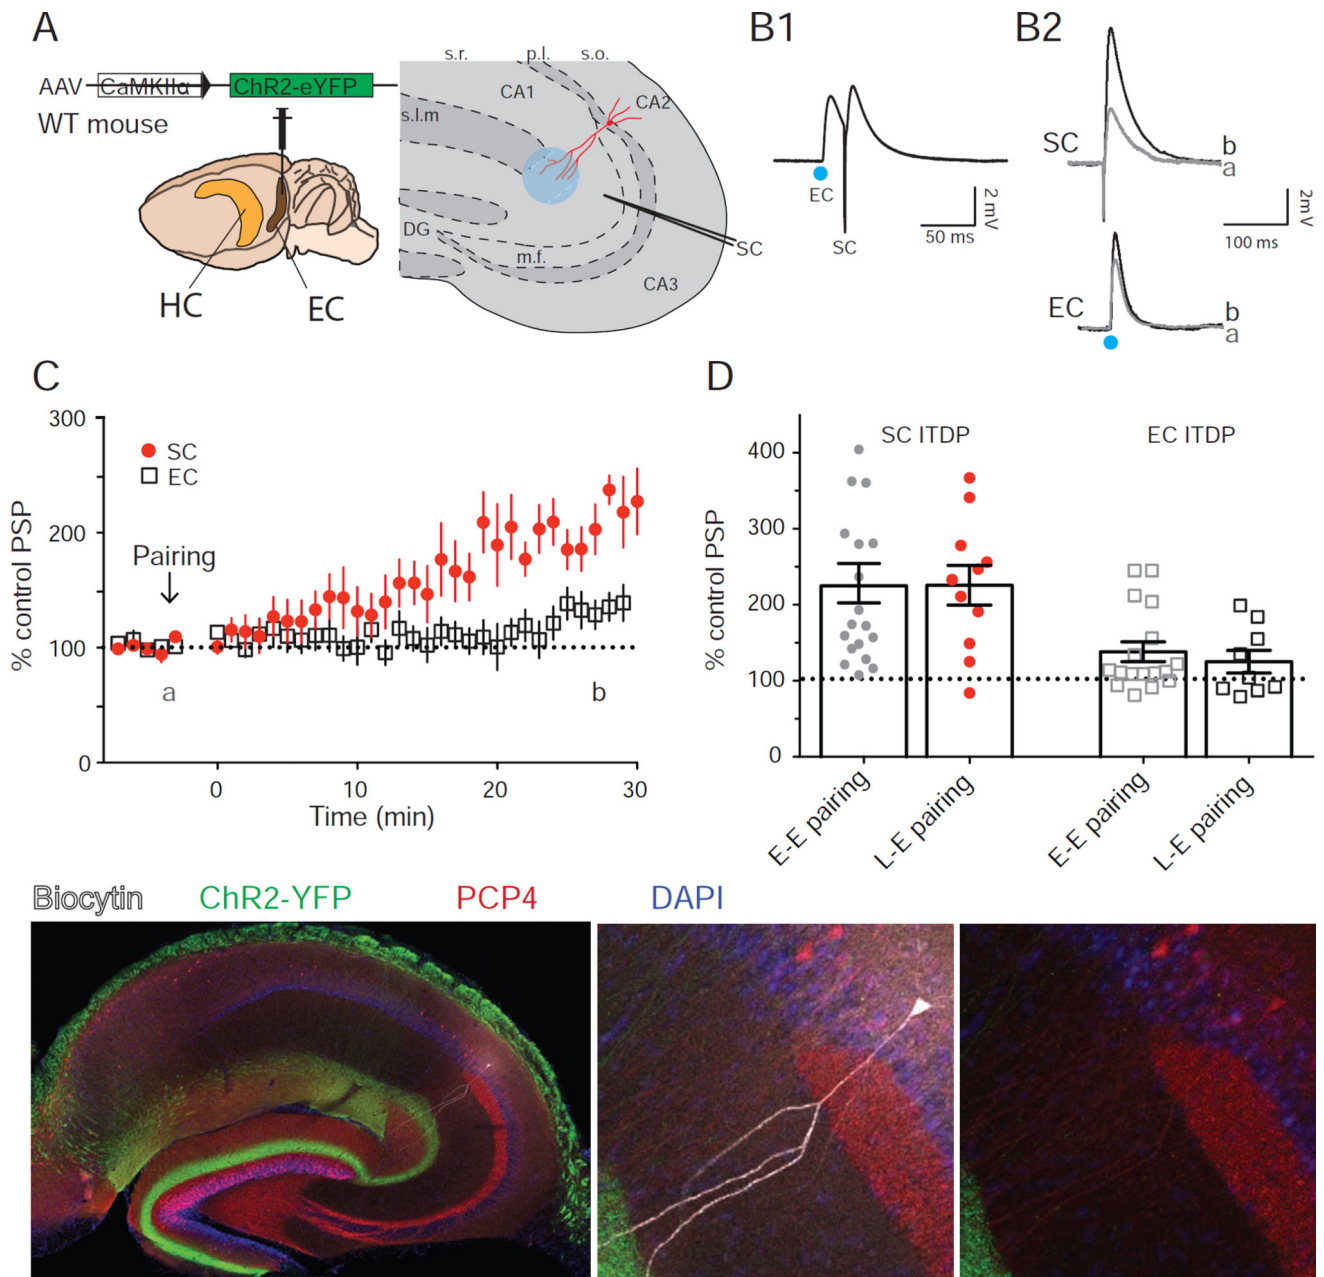 A
AAV CaMKIIα ChR2-eYFP
WT mouse
HC EC
s.r. p.l. s.o.
CA1 CA2
s.l.m
DG
m.f.
SC
CA3
B1
EC
SC
2 mV
50 ms
B2
SC
b
a
2mV
100 ms
EC
b
a
C
300
200
100
0
% control PSP
SC
EC
Pairing
a
b
0 10 20 30
Time (min)
D
400
300
200
100
0
% control PSP
SC ITDP EC ITDP
E-E pairing
L-E pairing
E-E pairing
L-E pairing
Biocytin ChR2-YFP PCP4 DAPI